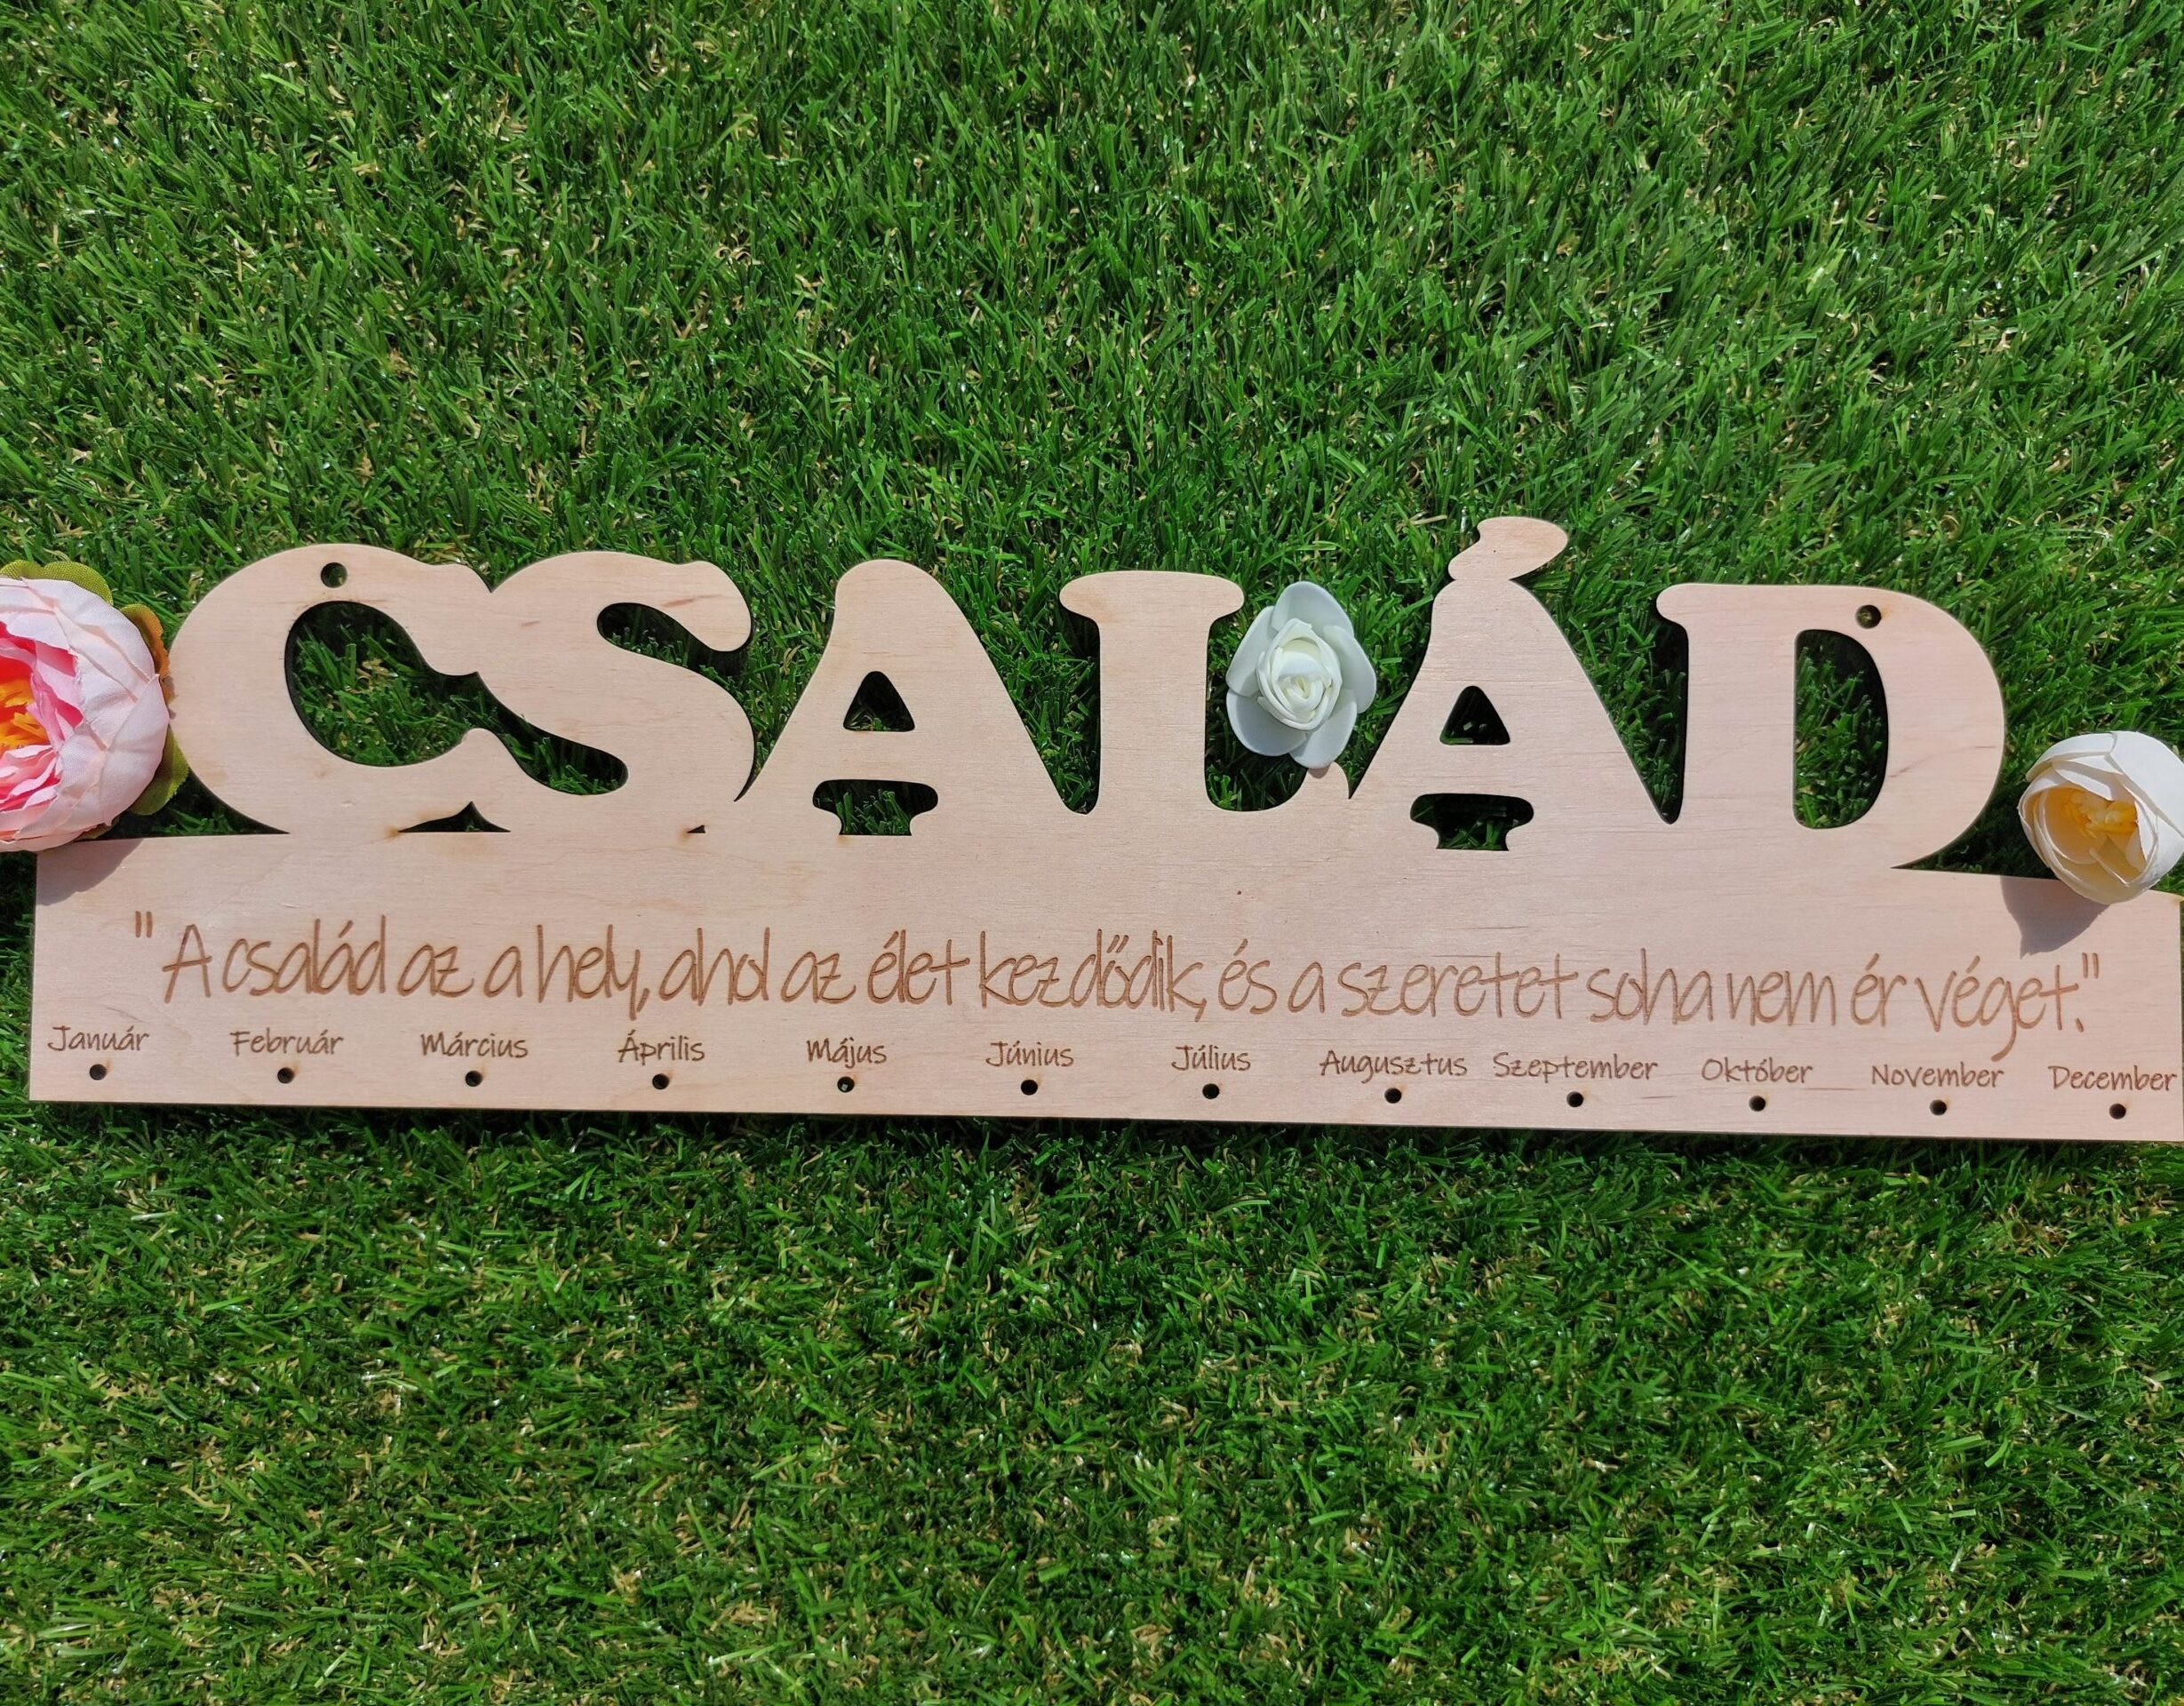 CSALÁD
"A család az a hely, ahol az élet kezdődik, és a szeretet soha nem ér véget."
Január Február Március Április Május Június Július Augusztus Szeptember Október November December